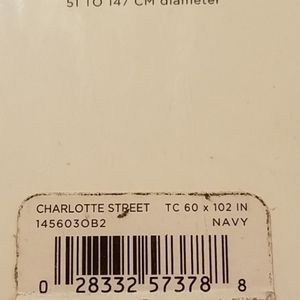 51 TO 147 CM diameter
CHARLOTTE STREET TC 60 x 102 IN
145603OB2 NAVY
0 28332 57378 8